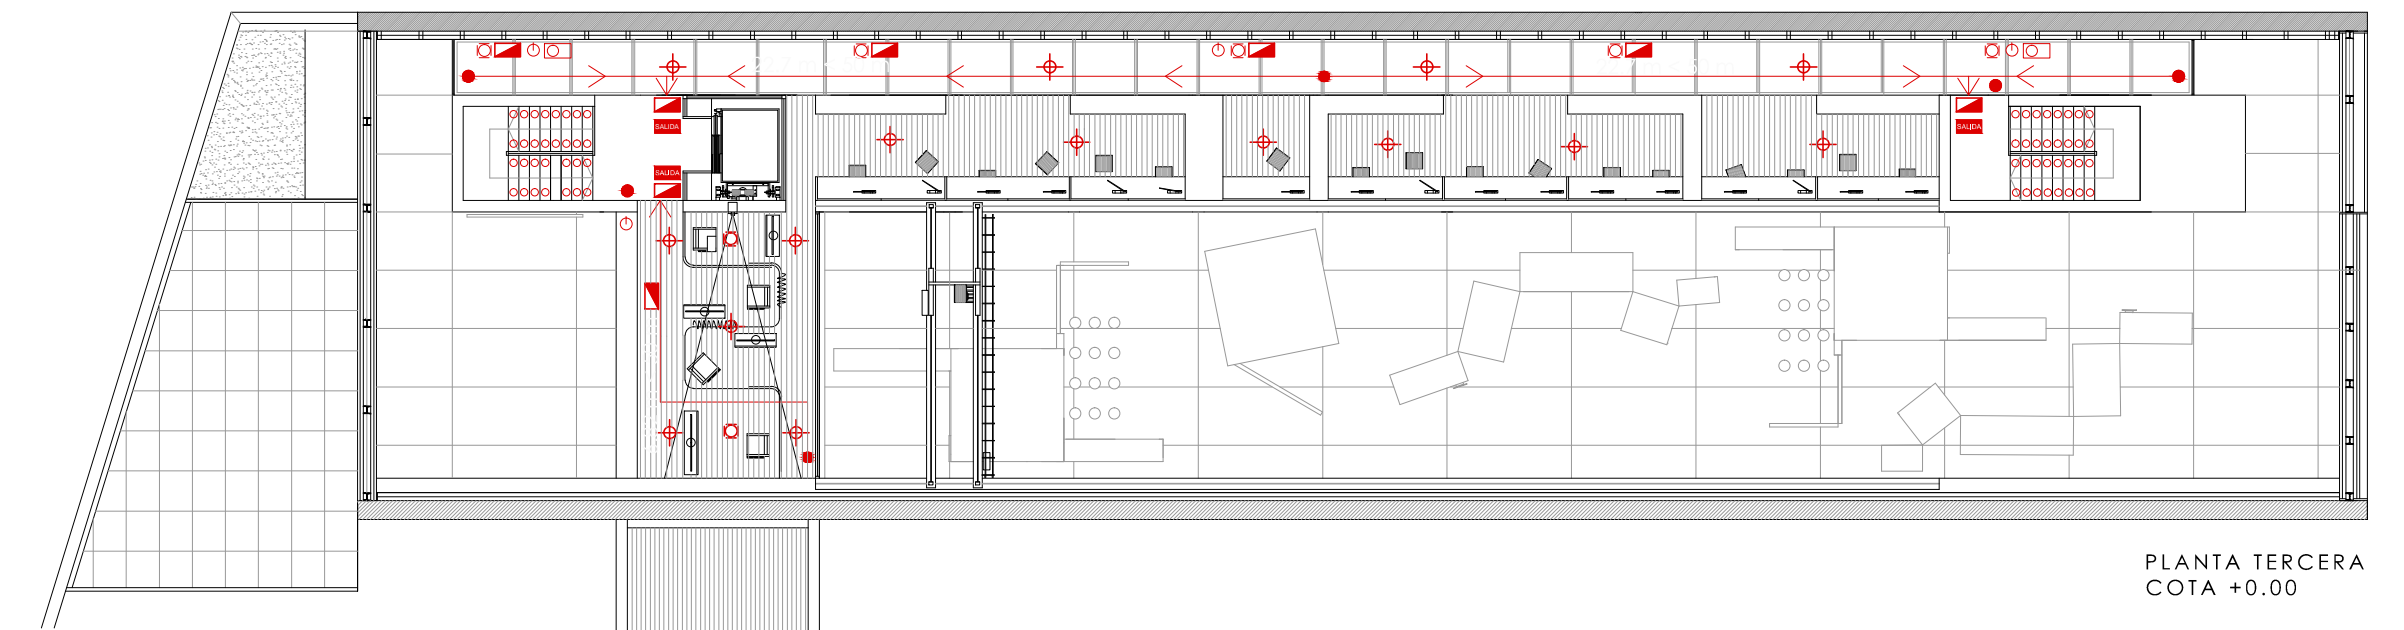 SALIDA
SALIDA
SALIDA
PLANTA TERCERA
COTA +0.00